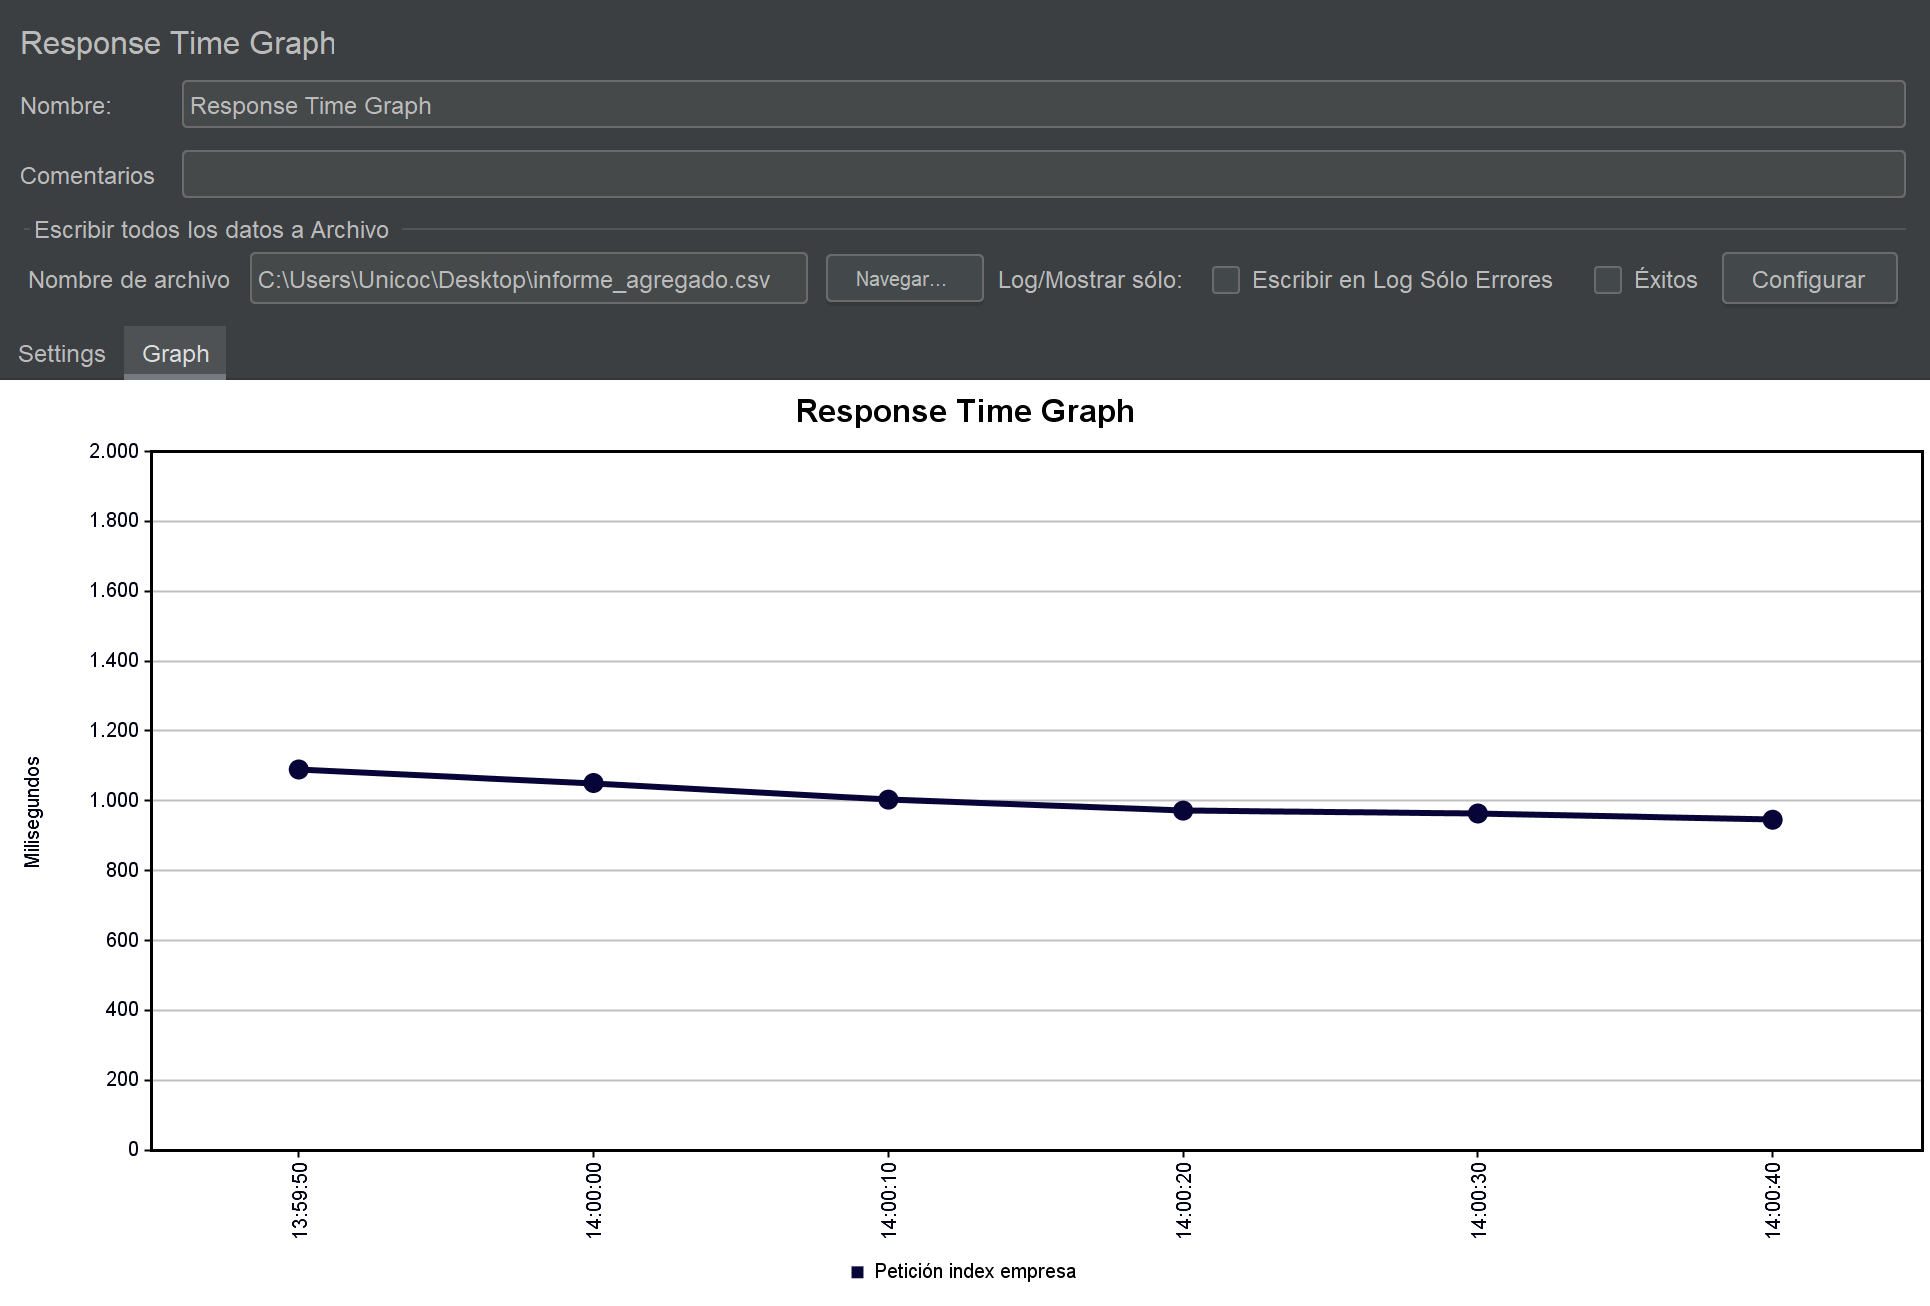 Response Time Graph
Nombre: Response Time Graph
Comentarios
Escribir todos los datos a Archivo
Nombre de archivo C:\Users\Unicoc\Desktop\informe_agregado.csv Navegar... Log/Mostrar sólo: Escribir en Log Sólo Errores Éxitos Configurar
Settings Graph
Response Time Graph
2.000
1.800
1.600
1.400
1.200
1.000
800
600
400
200
0
Milisegundos
13:59:50 14:00:00 14:00:10 14:00:20 14:00:30 14:00:40
Petición index empresa